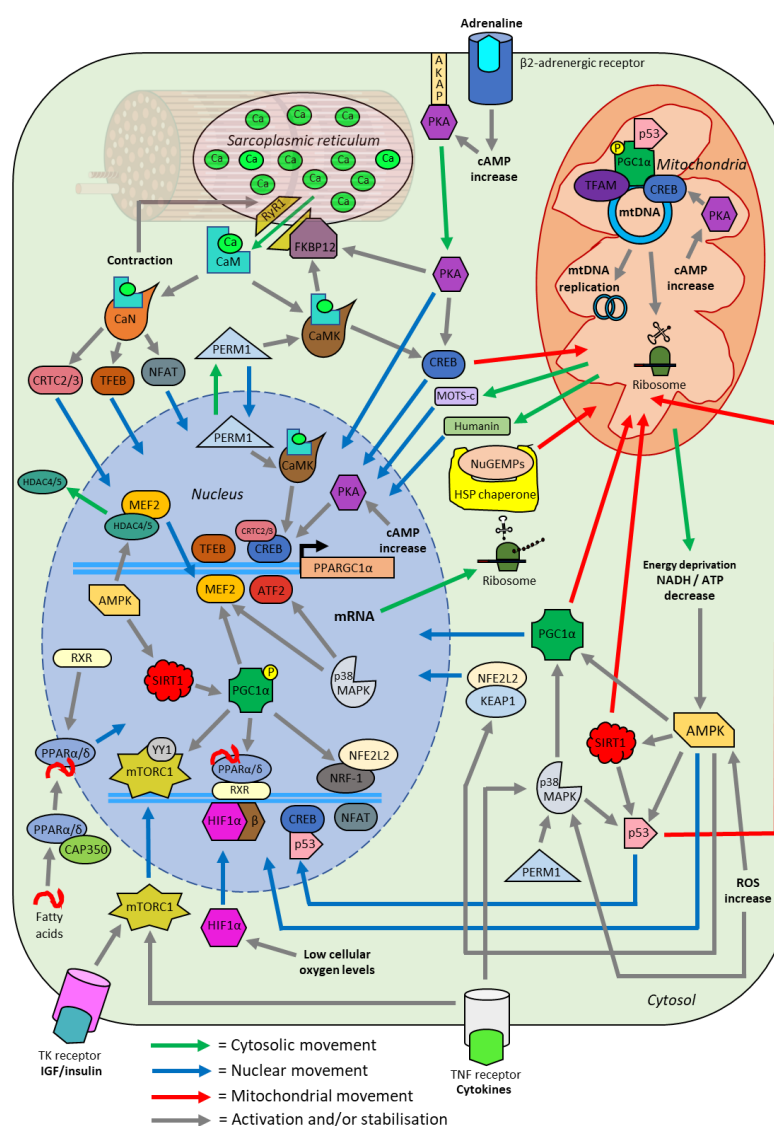 Adrenaline
β2-adrenergic receptor
A
K
A
P
PKA
cAMP
increase
Ca
Ca
Ca
Ca
Ca
Ca
Ca
Ca
Ca
Ca
Ca
Ca
Sarcoplasmic reticulum
RyR1
FKBP12
Ca
CaM
Contraction
CaN
CaMK
PKA
CREB
p53
P
PGC1α
Mitochondria
TFAM
CREB
mtDNA
PKA
mtDNA
replication
cAMP
increase
Ribosome
CRTC2/3
TFEB
NFAT
PERM1
MOTS-c
Humanin
NuGEMPs
HSP chaperone
Ribosome
PERM1
CaMK
Nucleus
HDAC4/5
MEF2
HDAC4/5
PKA
cAMP
increase
TFEB
CRTC2/3
CREB
PPARGC1α
MEF2
ATF2
mRNA
AMPK
RXR
SIRT1
PGC1α
P
p38
MAPK
Energy deprivation
NADH / ATP
decrease
PGC1α
NFE2L2
KEAP1
SIRT1
AMPK
PPARα/δ
YY1
mTORC1
PPARα/δ
RXR
NFE2L2
NRF-1
HIF1α
β
CREB
p53
NFAT
p38
MAPK
p53
PERM1
PPARα/δ
CAP350
Fatty
acids
mTORC1
HIF1α
Low cellular
oxygen levels
ROS
increase
Cytosol
TK receptor
IGF/insulin
TNF receptor
Cytokines
= Cytosolic movement
= Nuclear movement
= Mitochondrial movement
= Activation and/or stabilisation